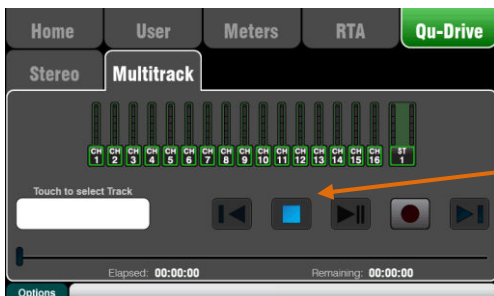 Home User Meters RTA Qu-Drive
Stereo Multitrack
CH 1 CH 2 CH 3 CH 4 CH 5 CH 6 CH 7 CH 8 CH 9 CH 10 CH 11 CH 12 CH 13 CH 14 CH 15 CH 16 ST 1
Touch to select Track
Elapsed: 00:00:00 Remaining: 00:00:00
Options